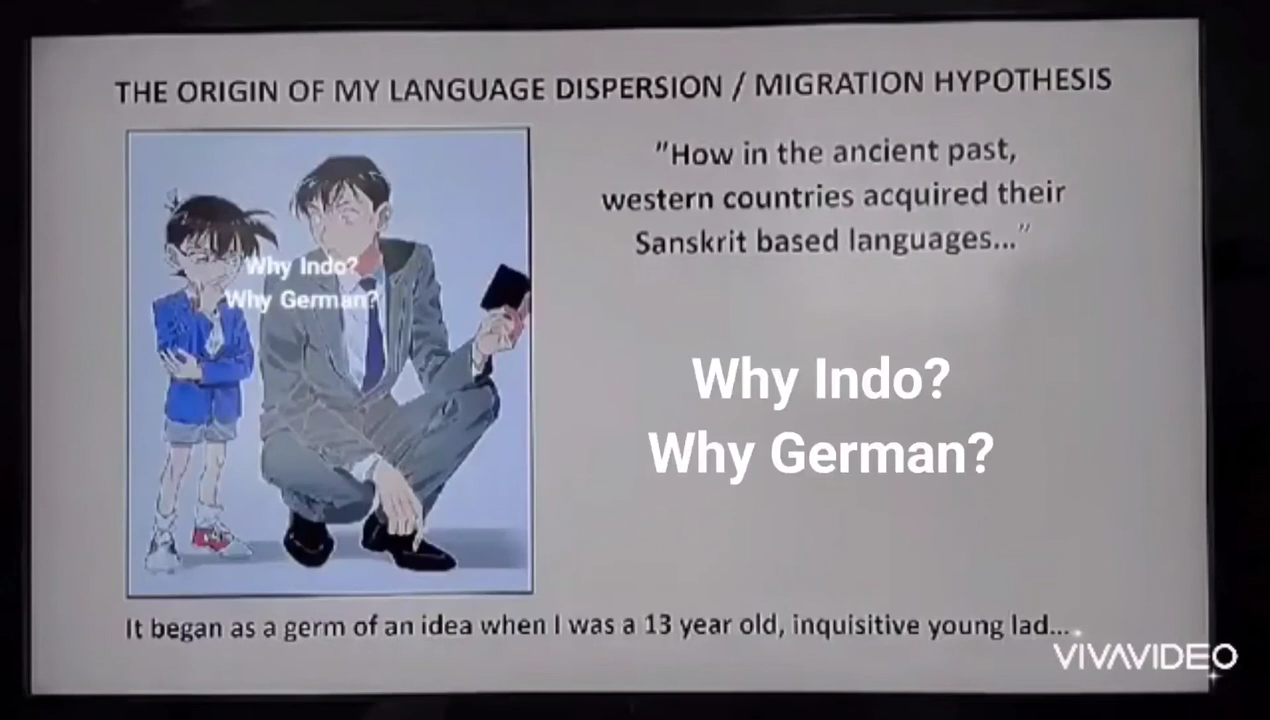 THE ORIGIN OF MY LANGUAGE DISPERSION / MIGRATION HYPOTHESIS
"How in the ancient past,
western countries acquired their
Sanskrit based languages..."
Why Indo?
Why German?
Why Indo?
Why German?
It began as a germ of an idea when I was a 13 year old, inquisitive young lad...
VIVAVIDEO